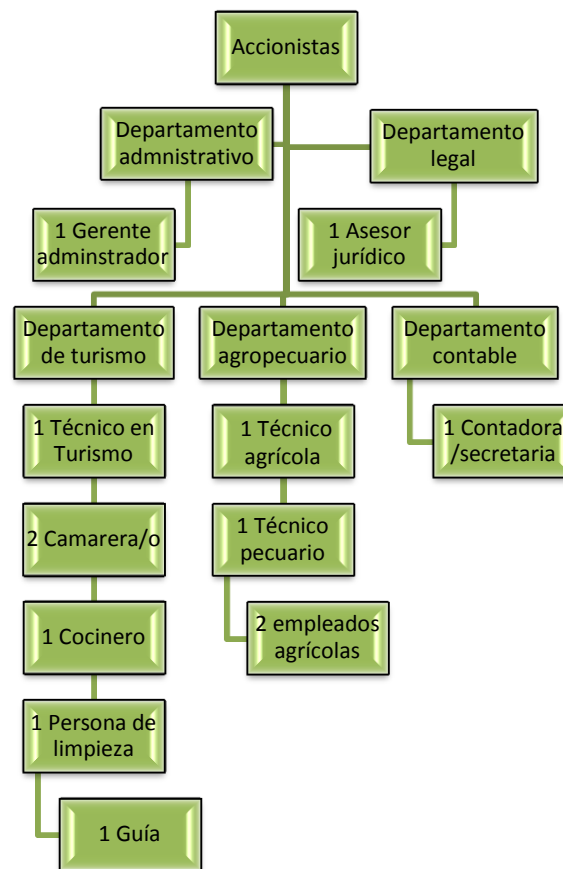 Accionistas
Departamento
admnistrativo
Departamento
legal
1 Gerente
adminstrador
1 Asesor
jurídico
Departamento
de turismo
Departamento
agropecuario
Departamento
contable
1 Técnico en
Turismo
1 Técnico
agrícola
1 Contadora
/secretaria
2 Camarera/o
1 Técnico
pecuario
1 Cocinero
2 empleados
agrícolas
1 Persona de
limpieza
1 Guía